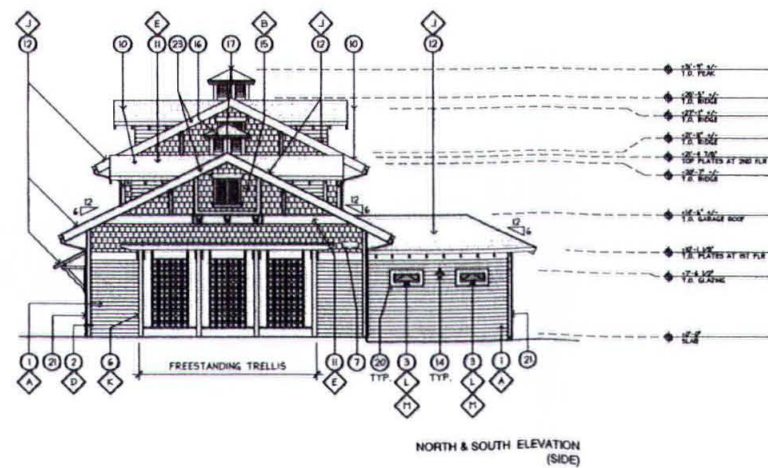 J E B J J
12 10 11 23 16 17 15 12 10 12
T.O. PEAK
T.O. RIDGE
T.O. RIDGE
T.O. RIDGE
TOP PLATES AT 2ND FLR
T.O. RIDGE
T.O. GARAGE ROOF
T.O. PLATES AT 1ST FLR
T.O. GLAZING
SLAB
12
6
12
6
12
6
1 21 2 6 11 7 20 3 14 3 1 21
A D K FREESTANDING TRELLIS E TYP. L TYP. L A
M M
NORTH & SOUTH ELEVATION
(SIDE)